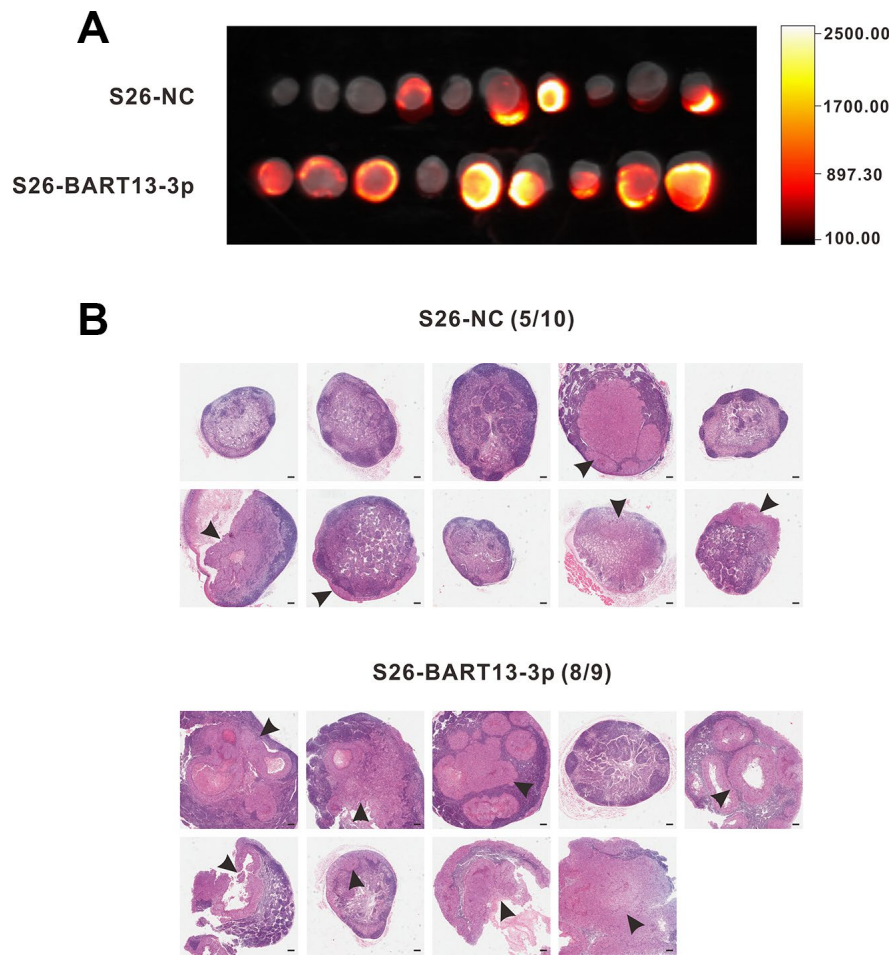 A
S26-NC
S26-BART13-3p
2500.00
1700.00
897.30
100.00
B
S26-NC (5/10)
S26-BART13-3p (8/9)